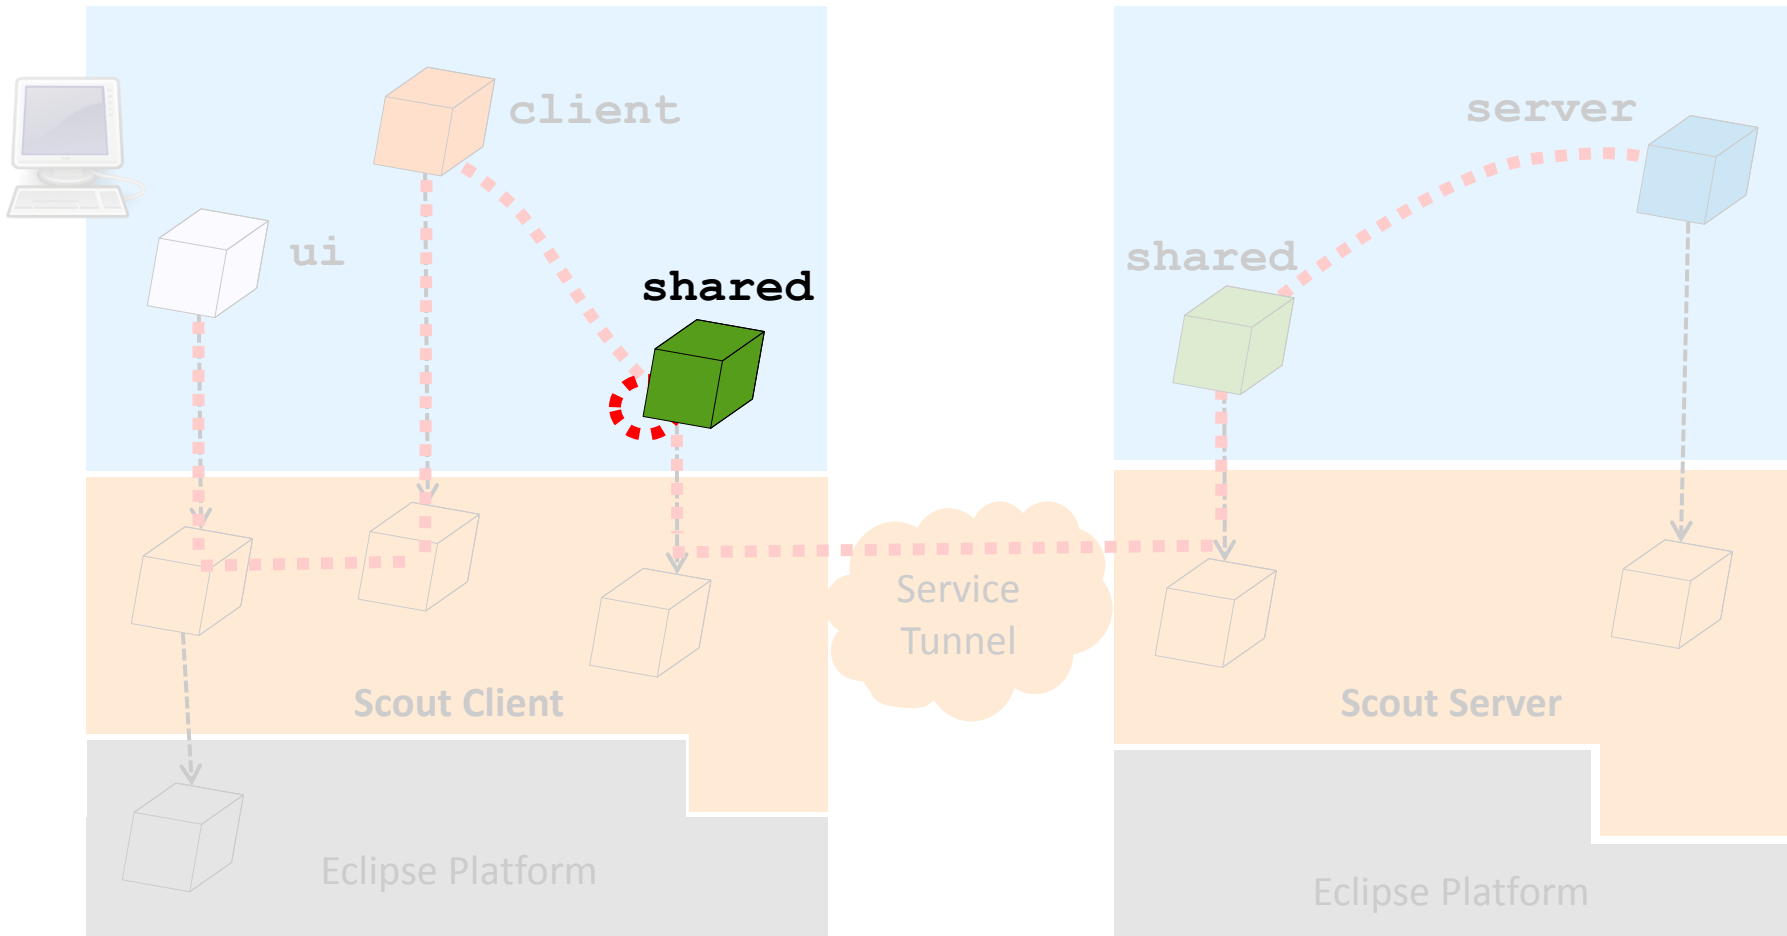 client
server
ui
shared
shared
Service
Tunnel
Scout Client
Scout Server
Eclipse Platform
Eclipse Platform